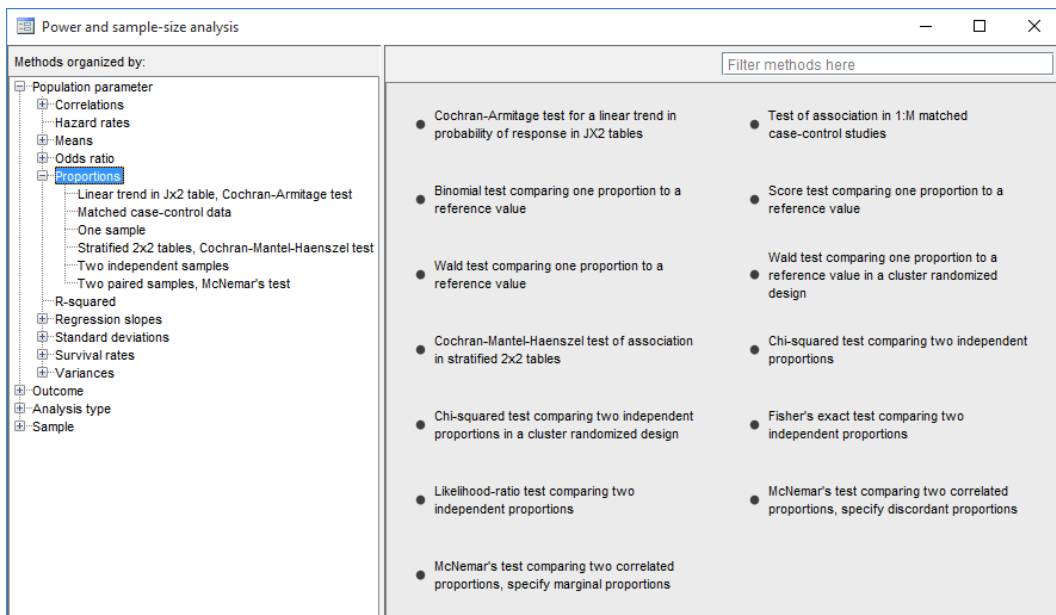 Power and sample-size analysis
Methods organized by:
Filter methods here
Population parameter
Correlations
Hazard rates
Means
Odds ratio
Proportions
Linear trend in Jx2 table, Cochran-Armitage test
Matched case-control data
One sample
Stratified 2x2 tables, Cochran-Mantel-Haenszel test
Two independent samples
Two paired samples, McNemar's test
R-squared
Regression slopes
Standard deviations
Survival rates
Variances
Outcome
Analysis type
Sample
Cochran-Armitage test for a linear trend in
probability of response in JX2 tables
Test of association in 1:M matched
case-control studies
Binomial test comparing one proportion to a
reference value
Score test comparing one proportion to a
reference value
Wald test comparing one proportion to a
reference value
Wald test comparing one proportion to a
reference value in a cluster randomized
design
Cochran-Mantel-Haenszel test of association
in stratified 2x2 tables
Chi-squared test comparing two independent
proportions
Chi-squared test comparing two independent
proportions in a cluster randomized design
Fisher's exact test comparing two
independent proportions
Likelihood-ratio test comparing two
independent proportions
McNemar's test comparing two correlated
proportions, specify discordant proportions
McNemar's test comparing two correlated
proportions, specify marginal proportions